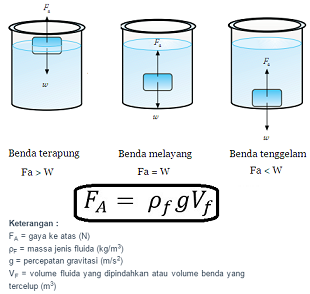 Fa
w
Fa
w
Fa
w
Benda terapung
Benda melayang
Benda tenggelam
Fa > W
Fa = W
Fa < W
F_A = ρ_f gV_f
Keterangan :
F_A = gaya ke atas (N)
ρ_F = massa jenis fluida (kg/m³)
g = percepatan gravitasi (m/s²)
V_F = volume fluida yang dipindahkan atau volume benda yang
tercelup (m³)